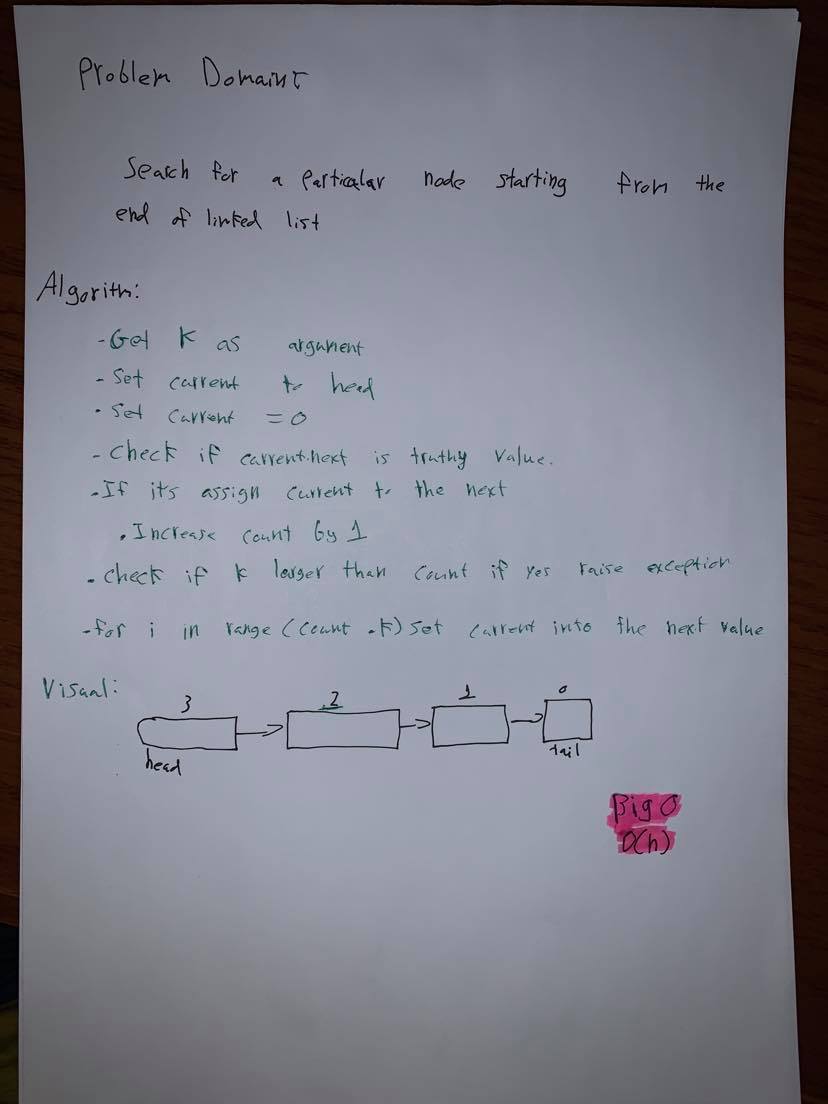 Problem Domain:
Search for a particular node starting from the
end of linked list
Algorithm:
-Get K as argument
- Set current to head
- Set current = 0
- Check if current.next is truthy value.
- If its assign current to the next
. Increase count by 1
. check if k larger than count if yes raise exception
-for i in range (count - k) set current into the next value
Visual:
3 2 1 0
head tail
Big O
O(n)